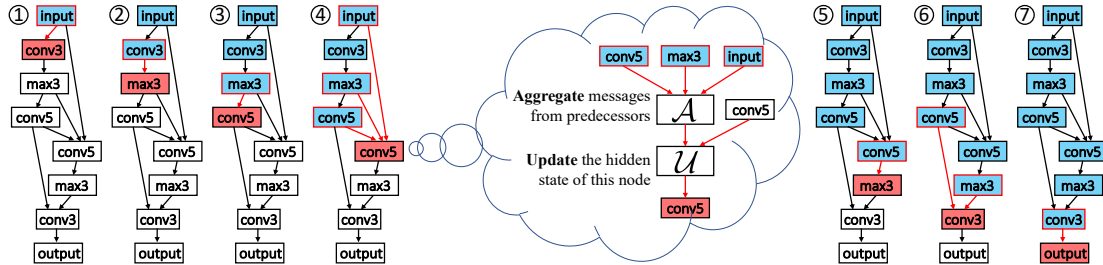 ①
input
conv3
max3
conv5
conv5
max3
conv3
output
②
input
conv3
max3
conv5
conv5
max3
conv3
output
③
input
conv3
max3
conv5
conv5
max3
conv3
output
④
input
conv3
max3
conv5
conv5
max3
conv3
output
conv5 max3 input
Aggregate messages
from predecessors
A
conv5
Update the hidden
state of this node
U
conv5
⑤
input
conv3
max3
conv5
conv5
max3
conv3
output
⑥
input
conv3
max3
conv5
conv5
max3
conv3
output
⑦
input
conv3
max3
conv5
conv5
max3
conv3
output